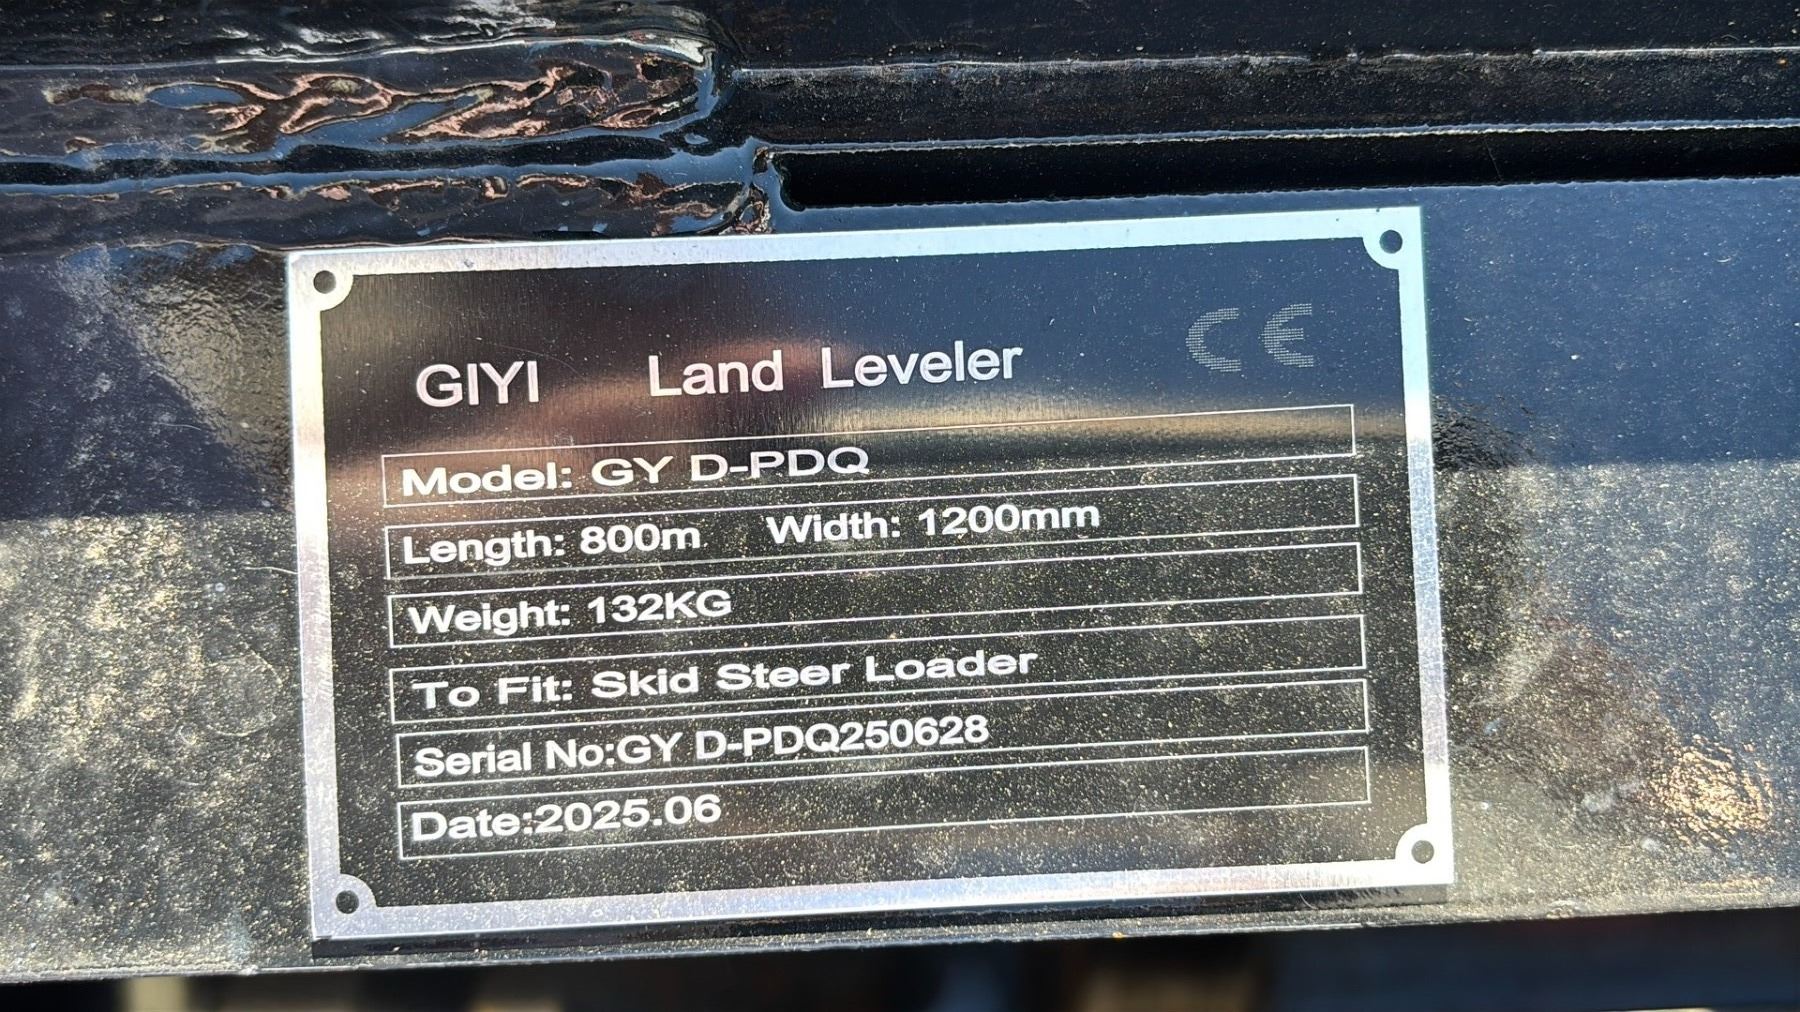 CE
GIYI Land Leveler
Model: GY D-PDQ
Length: 800m Width: 1200mm
Weight: 132KG
To Fit: Skid Steer Loader
Serial No:GY D-PDQ250628
Date:2025.06